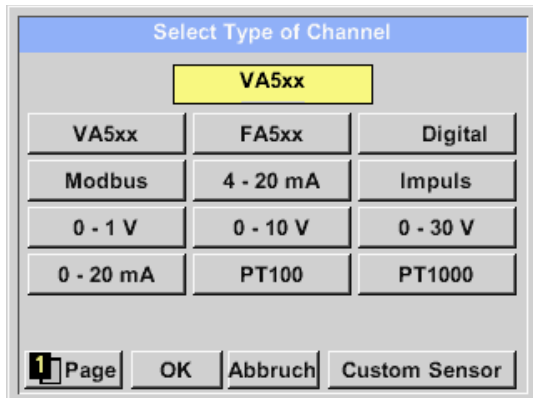 Select Type of Channel
VA5xx
VA5xx FA5xx Digital
Modbus 4 - 20 mA Impuls
0 - 1 V 0 - 10 V 0 - 30 V
0 - 20 mA PT100 PT1000
1 Page OK Abbruch Custom Sensor